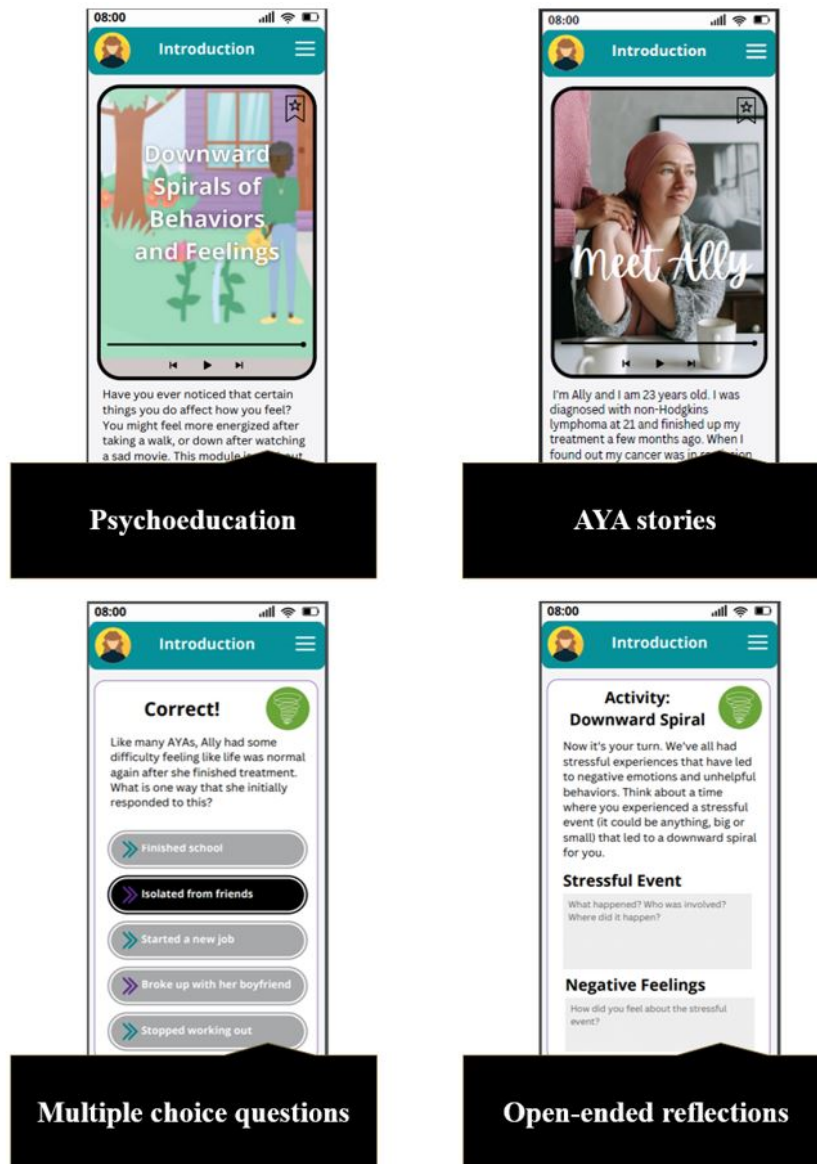 08:00
Introduction
Downward
Spirals of
Behaviors
and Feelings
Have you ever noticed that certain
things you do affect how you feel?
You might feel more energized after
taking a walk, or down after watching
a sad movie. This module
Psychoeducation
08:00
Introduction
Meet Ally
I'm Ally and I am 23 years old. I was
diagnosed with non-Hodgkins
lymphoma at 21 and finished up my
treatment a few months ago. When I
found out my cancer was in
AYA stories
08:00
Introduction
Correct!
Like many AYAs, Ally had some
difficulty feeling like life was normal
again after she finished treatment.
What is one way that she initially
responded to this?
Finished school
Isolated from friends
Started a new job
Broke up with her boyfriend
Stopped working out
Multiple choice questions
08:00
Introduction
Activity:
Downward Spiral
Now it's your turn. We've all had
stressful experiences that have led
to negative emotions and unhelpful
behaviors. Think about a time
where you experienced a stressful
event (it could be anything, big or
small) that led to a downward spiral
for you.
Stressful Event
What happened? Who was involved?
Where did it happen?
Negative Feelings
How did you feel about the stressful
event?
Open-ended reflections